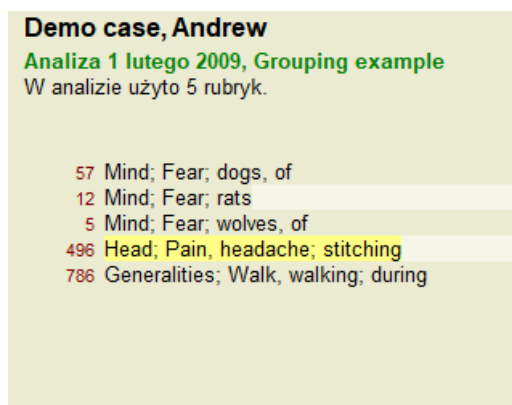 Demo case, Andrew
Analiza 1 lutego 2009, Grouping example
W analizie użyto 5 rubryk.
57 Mind; Fear; dogs, of
12 Mind; Fear; rats
5 Mind; Fear; wolves, of
496 Head; Pain, headache; stitching
786 Generalities; Walk, walking; during